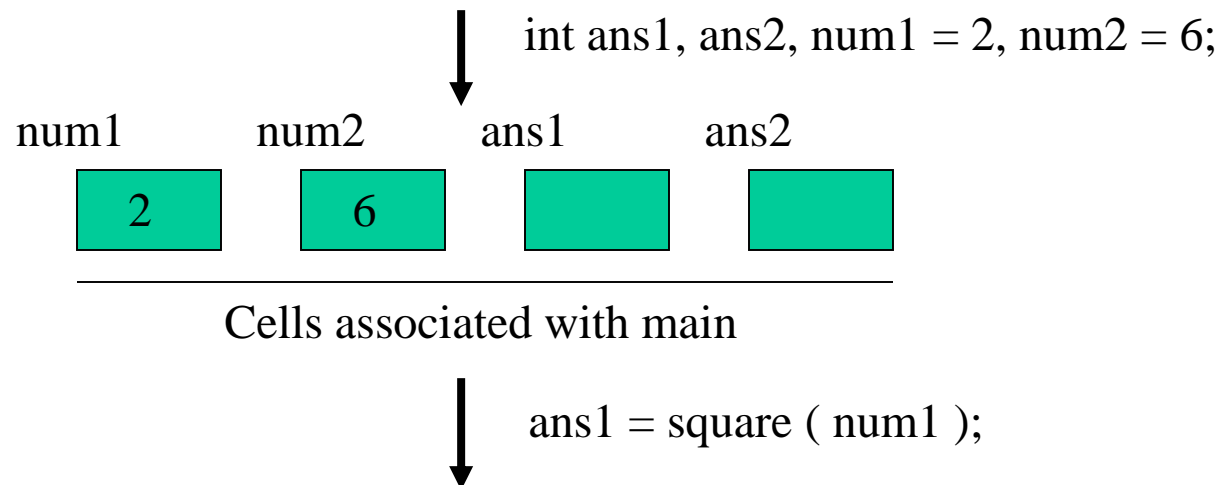 int ans1, ans2, num1 = 2, num2 = 6;
num1 num2 ans1 ans2
2 6
Cells associated with main
ans1 = square ( num1 );